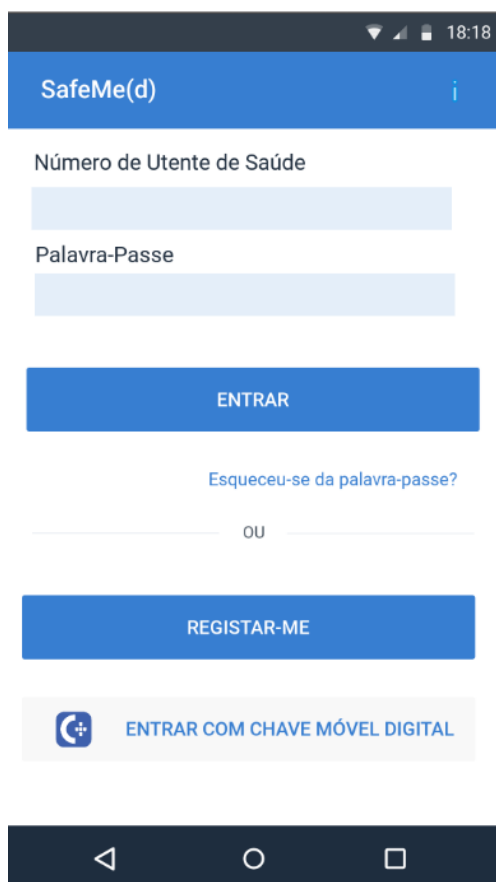 18:18
SafeMe(d)
i
Número de Utente de Saúde
Palavra-Passe
ENTRAR
Esqueceu-se da palavra-passe?
OU
REGISTAR-ME
ENTRAR COM CHAVE MÓVEL DIGITAL